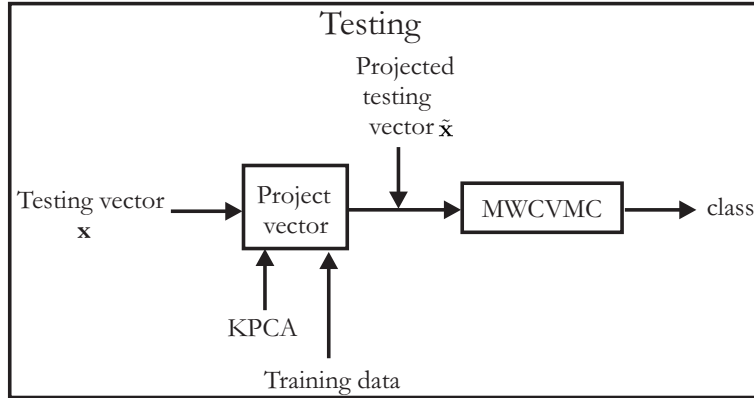 Testing
Projected
testing
vector x̃
Testing vector
x
Project
vector
MWCVMC
class
KPCA
Training data